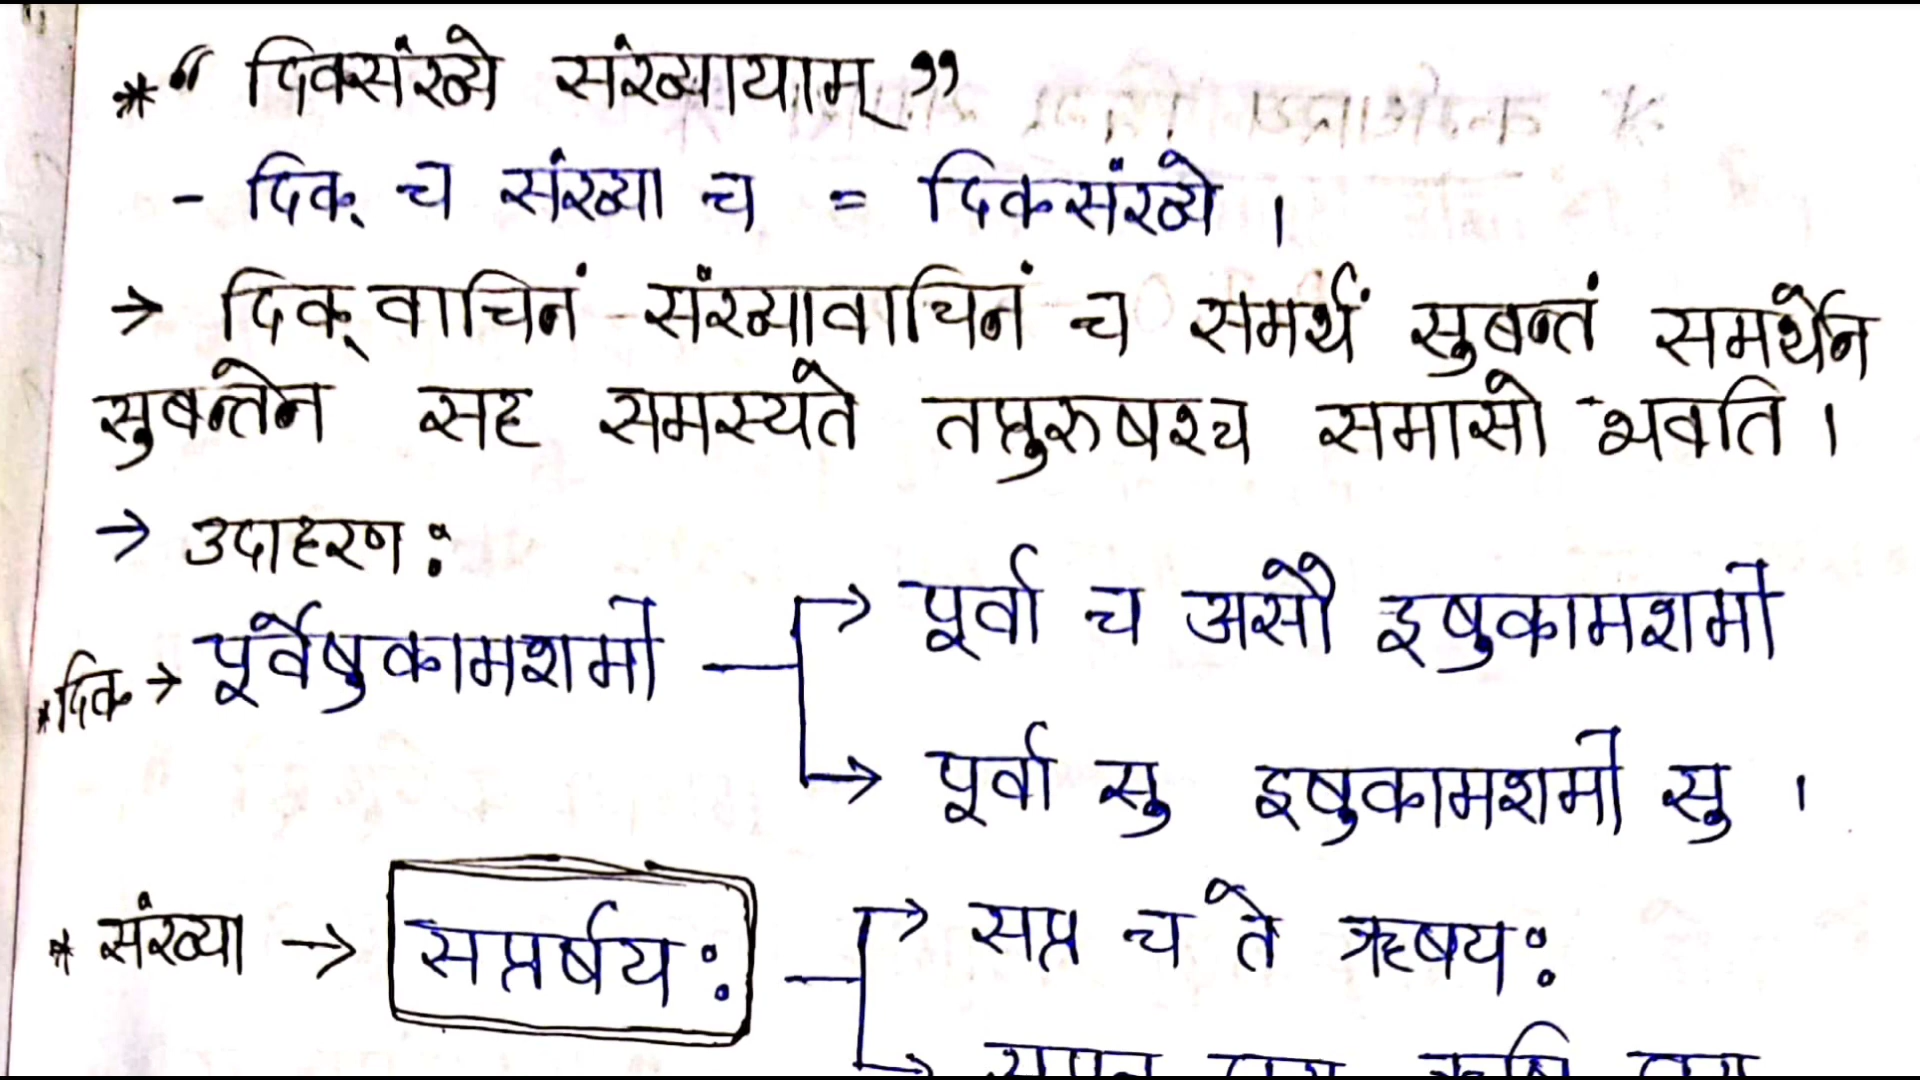 * “ दिक्संख्ये संख्यायाम् ”
- दिक् च संख्या च = दिकसंख्ये ।
→ दिक् वाचिनं संख्यावाचिनं च समर्थं सुबन्तं समर्थेन
सुबन्तेन सह समस्यते तत्पुरुषश्च समासो भवति ।
→ उदाहरण :
पूर्वा च असौ इषुकामशमी
* दिक → पूर्वेषुकामशमी
पूर्वा सु इषुकामशमी सु ।
* संख्या → सप्तर्षय : → सप्त च ते ऋषय :